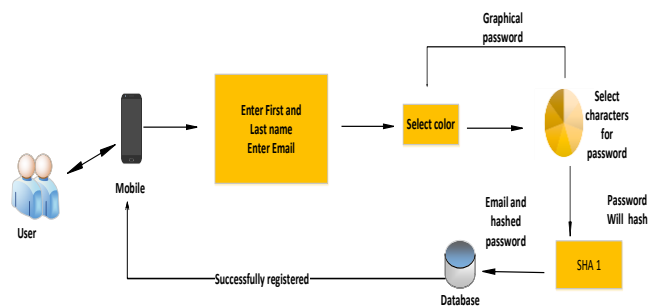 Graphical
password
Enter First and
Last name
Enter Email
Select color
Select
characters
for
password
Mobile
User
Email and
hashed
password
Password
Will hash
SHA 1
Successfully registered
Database